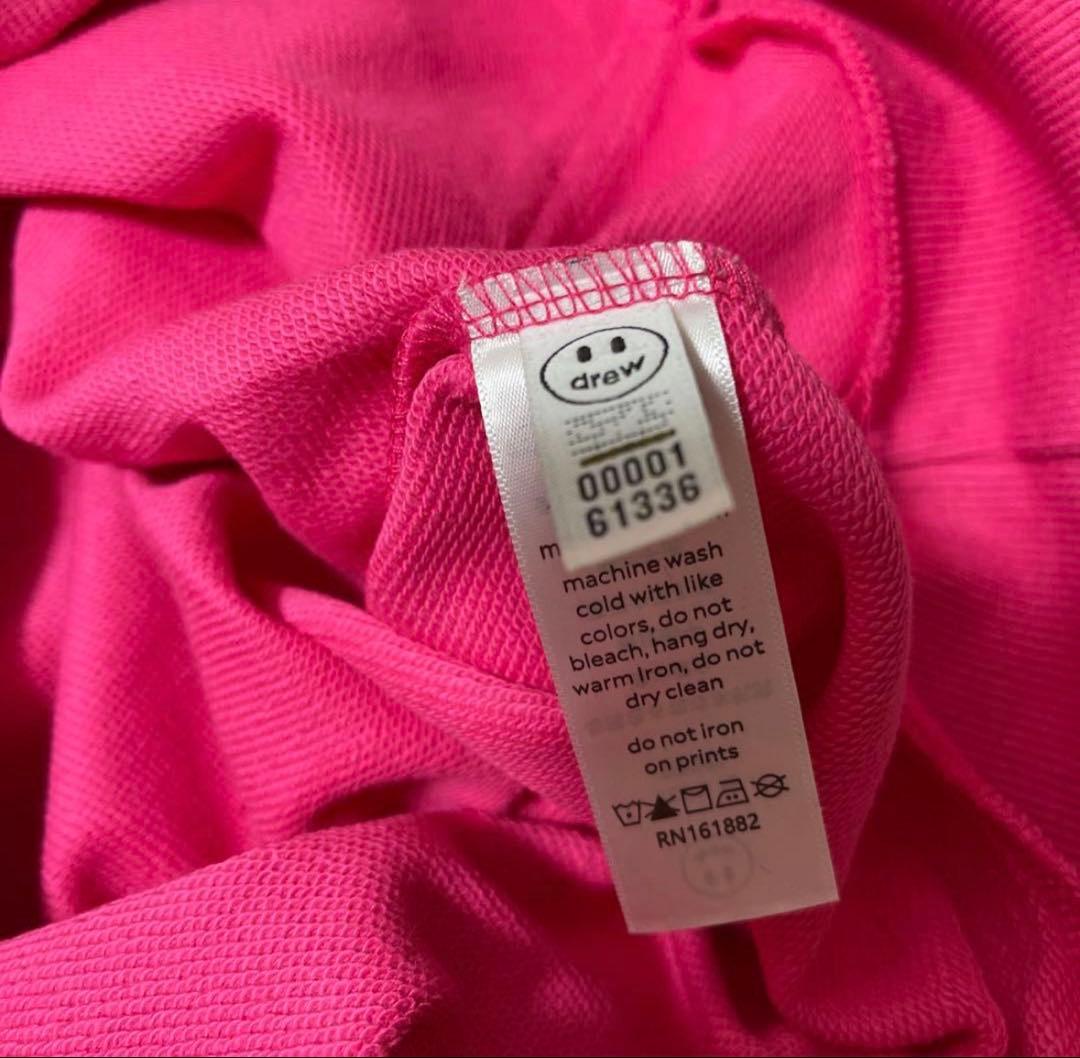 drew
00001
61336
machine wash
cold with like
colors, do not
bleach, hang dry,
warm iron, do not
dry clean
do not iron
on prints
RN161882